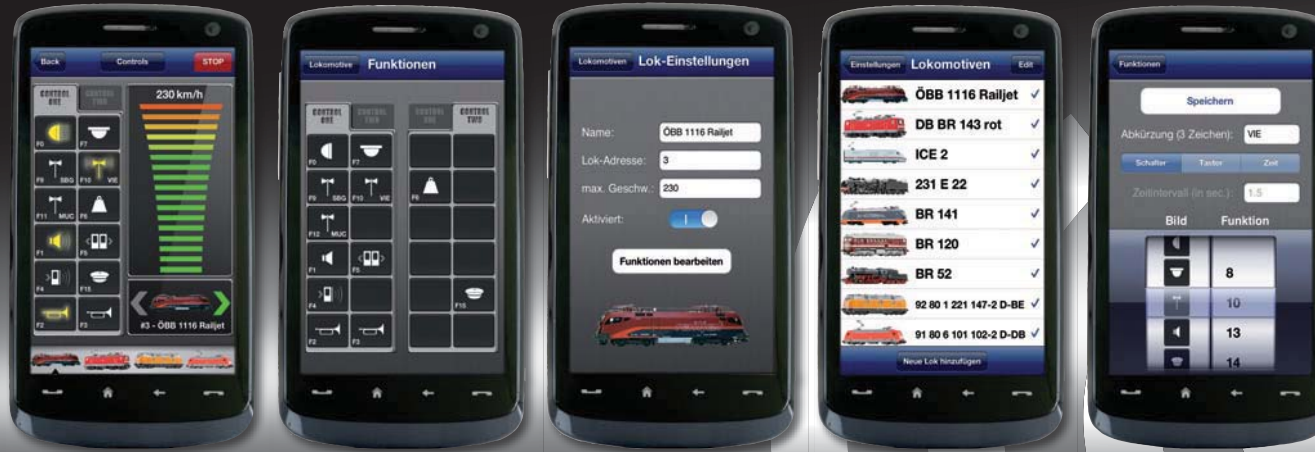 Back Controls STOP
CONTROL ONE CONTROL TWO
230 km/h
F0 F7
F9 SBG F10 VIE
F11 MUC F6
F1 F5
F4 F15
F2 F3
#3 - ÖBB 1116 Railjet
Lokomotive Funktionen
CONTROL ONE CONTROL TWO CONTROL ONE CONTROL TWO
F0 F7
F9 SBG F10 VIE F6
F12 MUC
F1 F5
F4 F15
F2 F3
Lokomotiven Lok-Einstellungen
Name: ÖBB 1116 Railjet
Lok-Adresse: 3
max. Geschw.: 230
Aktiviert:
Funktionen bearbeiten
Einstellungen Lokomotiven Edit
ÖBB 1116 Railjet
DB BR 143 rot
ICE 2
231 E 22
BR 141
BR 120
BR 52
92 80 1 221 147-2 D-BE
91 80 6 101 102-2 D-DB
Neue Lok hinzufügen
Funktionen
Speichern
Abkürzung (3 Zeichen): VIE
Schalter Taster Zeit
Zeitintervall (in sec.): 1.5
Bild Funktion
8
10
13
14